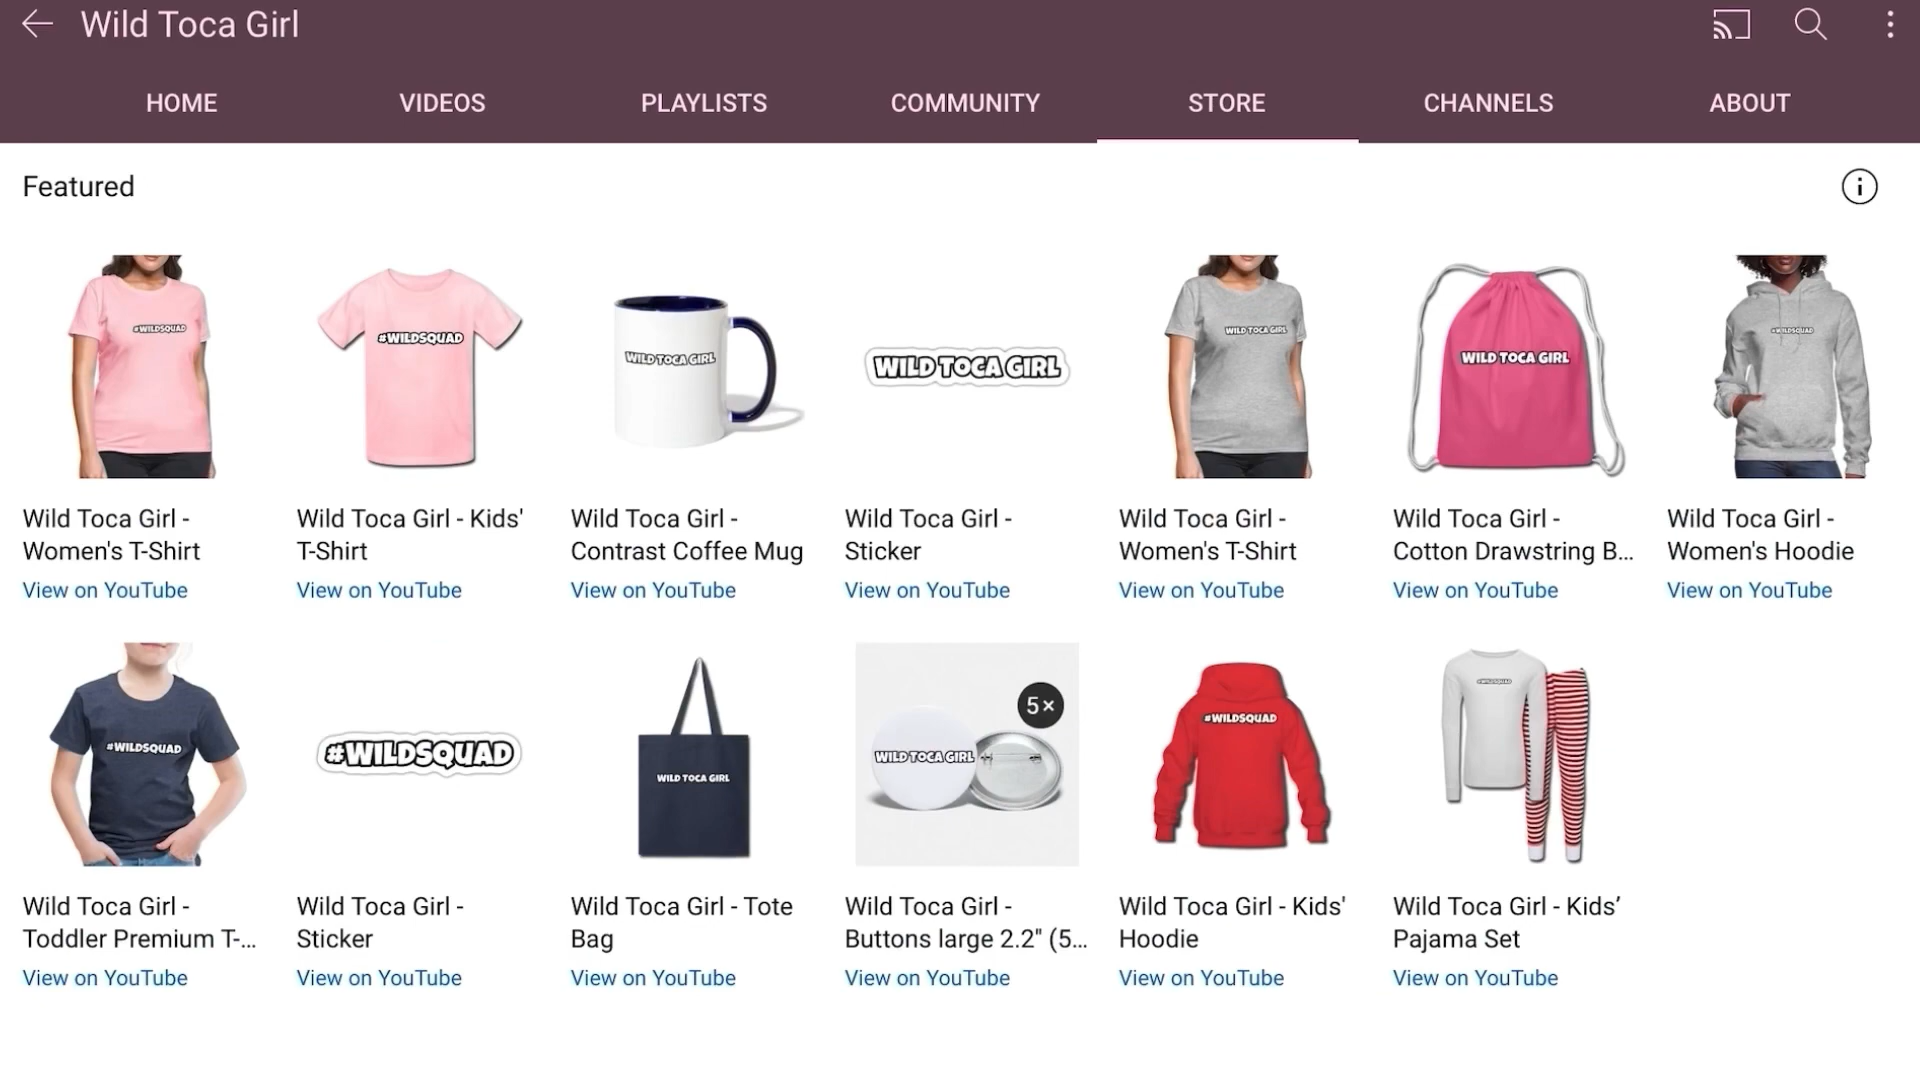 Wild Toca Girl
HOME VIDEOS PLAYLISTS COMMUNITY STORE CHANNELS ABOUT
Featured
#WILDSQUAD
#WILDSQUAD
WILD TOCA GIRL
WILD TOCA GIRL
WILD TOCA GIRL
WILD TOCA GIRL
#WILDSQUAD
Wild Toca Girl -
Women's T-Shirt
View on YouTube
Wild Toca Girl - Kids'
T-Shirt
View on YouTube
Wild Toca Girl -
Contrast Coffee Mug
View on YouTube
Wild Toca Girl -
Sticker
View on YouTube
Wild Toca Girl -
Women's T-Shirt
View on YouTube
Wild Toca Girl -
Cotton Drawstring B...
View on YouTube
Wild Toca Girl -
Women's Hoodie
View on YouTube
#WILDSQUAD
#WILDSQUAD
WILD TOCA GIRL
5×
WILD TOCA GIRL
#WILDSQUAD
#WILDSQUAD
Wild Toca Girl -
Toddler Premium T-...
View on YouTube
Wild Toca Girl -
Sticker
View on YouTube
Wild Toca Girl - Tote
Bag
View on YouTube
Wild Toca Girl -
Buttons large 2.2" (5...
View on YouTube
Wild Toca Girl - Kids'
Hoodie
View on YouTube
Wild Toca Girl - Kids’
Pajama Set
View on YouTube